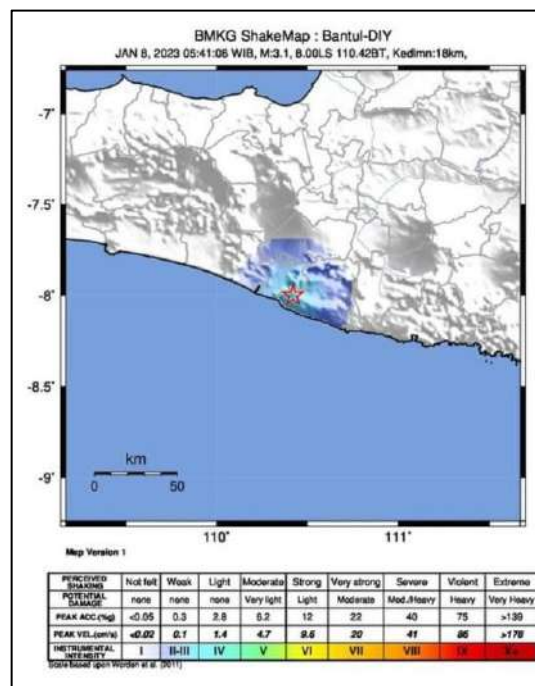 BMKG ShakeMap : Bantul-DIY
JAN 8, 2023 05:41:06 WIB, M:3.1, 8.00LS 110.42BT, Kedlmn:18km,
-7°
-7.5°
-8°
-8.5°
-9°
km
0 50
110° 111°
Map Version 1
PERCEIVED SHAKING Not felt Weak Light Moderate Strong Very strong Severe Violent Extreme
POTENTIAL DAMAGE none none none Very light Light Moderate Mod./Heavy Heavy Very Heavy
PEAK ACC.(%g) <0.05 0.3 2.8 6.2 12 22 40 75 >139
PEAK VEL.(cm/s) <0.02 0.1 1.4 4.7 9.6 20 41 86 >178
INSTRUMENTAL INTENSITY I II-III IV V VI VII VIII IX X+
Scale based upon Worden et al. (2011)